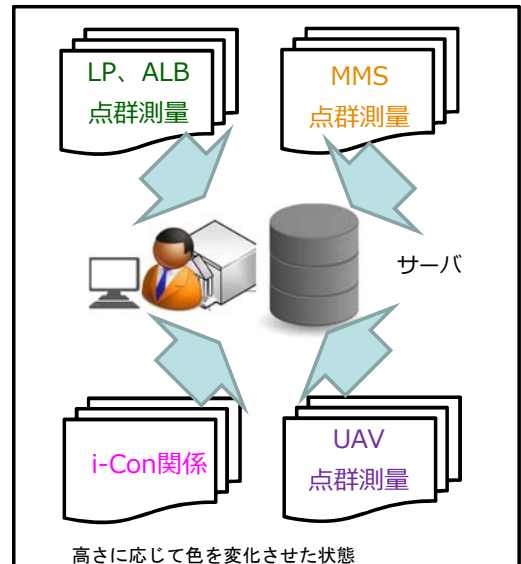 LP、ALB
点群測量
MMS
点群測量
サーバ
i-Con関係
UAV
点群測量
高さに応じて色を変化させた状態